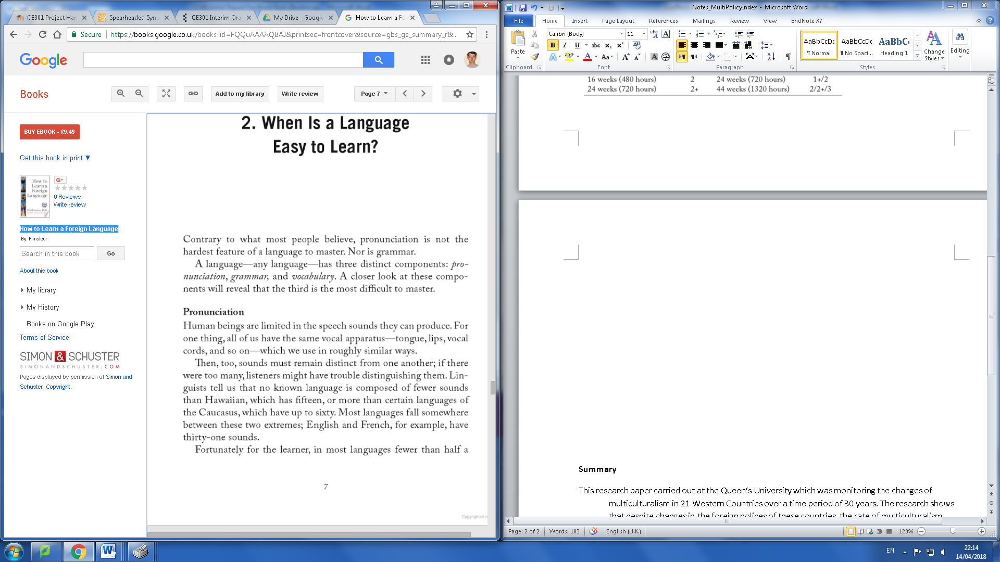 CE301 Project Han
Spearheaded Syno
CE301 Interim Ora
My Drive - Google
How to Learn a Fo
Secure
https://books.google.co.uk/books?id=FQQuAAAAQBAJ&printsec=frontcover&source=gbs_ge_summary_r&...
Google
Books
Add to my library
Write review
Page 7
BUY EBOOK - £9.49
Get this book in print ▼
How to
Learn a
Foreign
Language
G+
0 Reviews
Write review
How to Learn a Foreign Language
By Pimsleur
Search in this book
Go
About this book
My library
My History
Books on Google Play
Terms of Service
SIMON & SCHUSTER
SIMONANDSCHUSTER.COM
Pages displayed by permission of Simon and
Schuster. Copyright.
2. When Is a Language
Easy to Learn?
Contrary to what most people believe, pronunciation is not the
hardest feature of a language to master. Nor is grammar.
A language—any language—has three distinct components: pro-
nunciation, grammar, and vocabulary. A closer look at these compo-
nents will reveal that the third is the most difficult to master.
Pronunciation
Human beings are limited in the speech sounds they can produce. For
one thing, all of us have the same vocal apparatus—tongue, lips, vocal
cords, and so on—which we use in roughly similar ways.
Then, too, sounds must remain distinct from one another; if there
were too many, listeners might have trouble distinguishing them. Lin-
guists tell us that no known language is composed of fewer sounds
than Hawaiian, which has fifteen, or more than certain languages of
the Caucasus, which have up to sixty. Most languages fall somewhere
between these two extremes; English and French, for example, have
thirty-one sounds.
Fortunately for the learner, in most languages fewer than half a
7
Copyrighted m
Notes_MultiPolicyIndex - Microsoft Word
File Home Insert Page Layout References Mailings Review View EndNote X7
Paste
Clipboard
Calibri (Body) 11
Font
Paragraph
AaBbCcDc AaBbCcDc AaBbCc
¶ Normal ¶ No Spaci... Heading 1
Change
Styles
Styles
Editing
16 weeks (480 hours) 2 24 weeks (720 hours) 1+/2
24 weeks (720 hours) 2+ 44 weeks (1320 hours) 2/2+/3
Summary
This research paper carried out at the Queen's University which was monitoring the changes of
multiculturalism in 21 Western Countries over a time period of 30 years. The research shows
that despite changes in the foreign polices of these countries, the rate of multiculturalism
Page: 2 of 2 Words: 183 English (U.K.) 120%
EN
22:14
14/04/2018